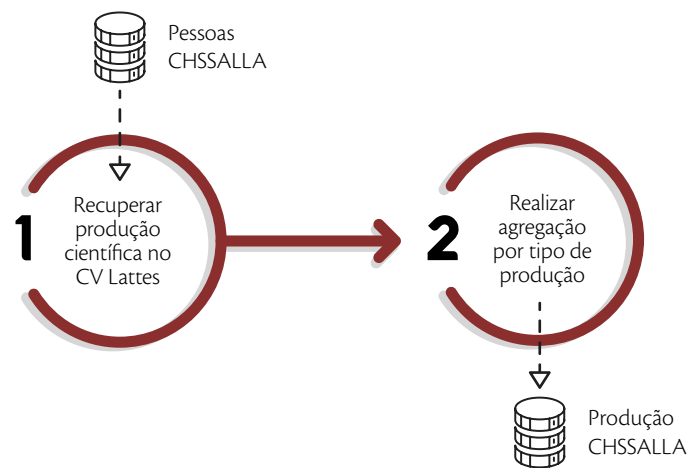 Pessoas
CHSSALLA
1
Recuperar
produção
científica no
CV Lattes
2
Realizar
agregação
por tipo de
produção
Produção
CHSSALLA